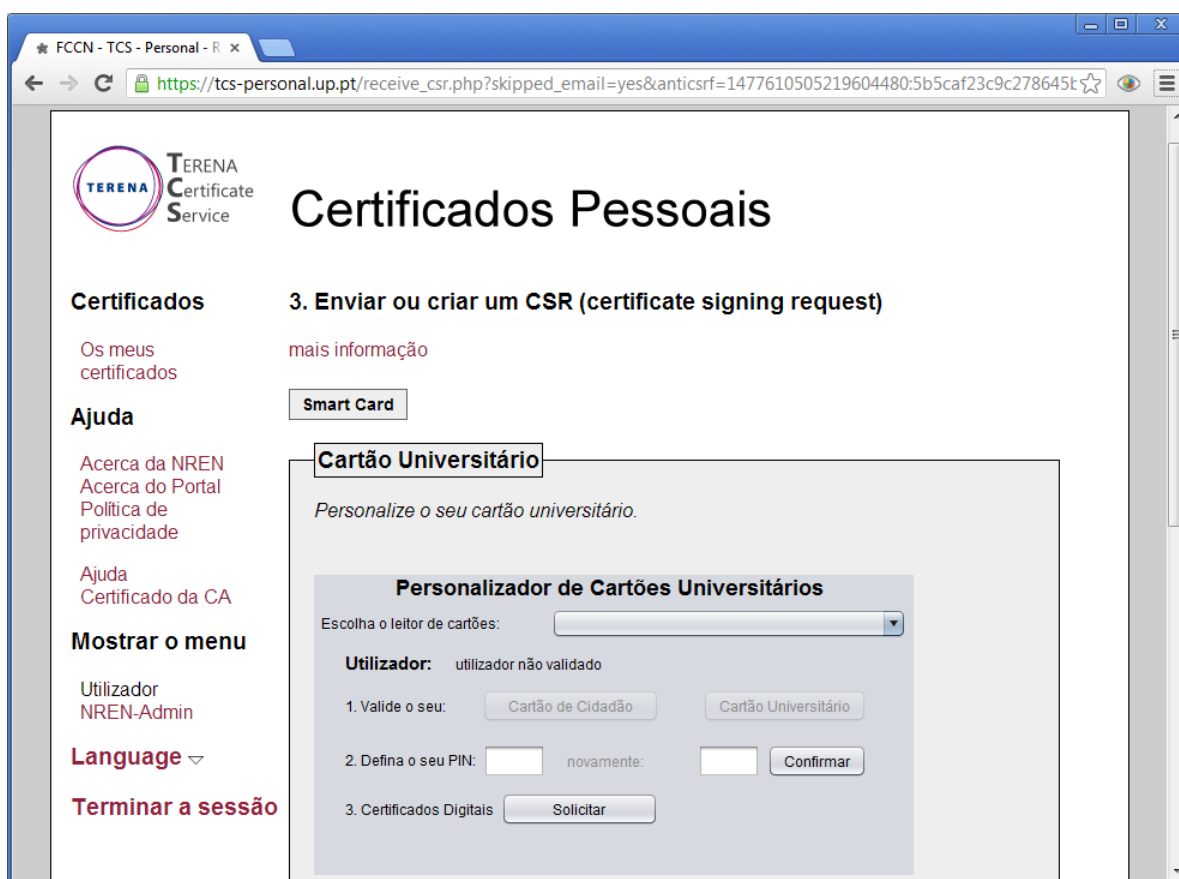 FCCN - TCS - Personal - R
https://tcs-personal.up.pt/receive_csr.php?skipped_email=yes&anticsrf=1477610505219604480:5b5caf23c9c278645b
TERENA
TERENA
Certificate
Service
Certificados Pessoais
Certificados
Os meus
certificados
Ajuda
Acerca da NREN
Acerca do Portal
Política de
privacidade
Ajuda
Certificado da CA
Mostrar o menu
Utilizador
NREN-Admin
Language
Terminar a sessão
3. Enviar ou criar um CSR (certificate signing request)
mais informação
Smart Card
Cartão Universitário
Personalize o seu cartão universitário.
Personalizador de Cartões Universitários
Escolha o leitor de cartões:
Utilizador: utilizador não validado
1. Valide o seu: Cartão de Cidadão Cartão Universitário
2. Defina o seu PIN: novamente: Confirmar
3. Certificados Digitais Solicitar